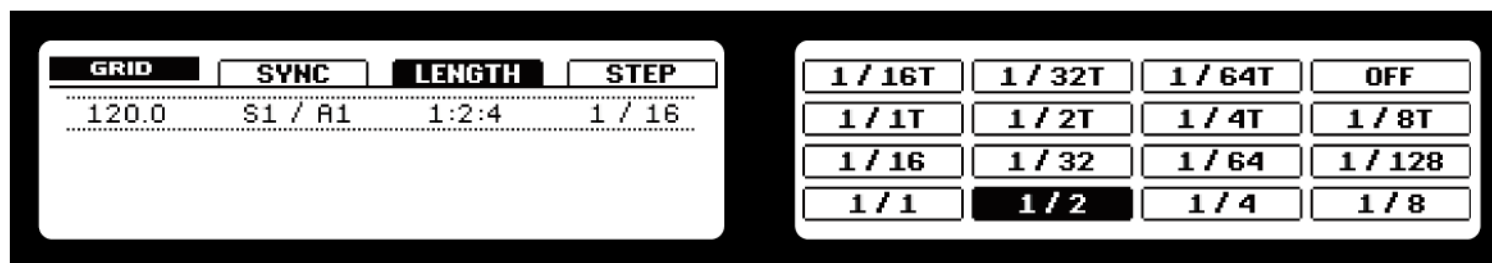 GRID SYNC LENGTH STEP
120.0 S1 / A1 1:2:4 1 / 16
1 / 16T 1 / 32T 1 / 64T OFF
1 / 1T 1 / 2T 1 / 4T 1 / 8T
1 / 16 1 / 32 1 / 64 1 / 128
1 / 1 1 / 2 1 / 4 1 / 8